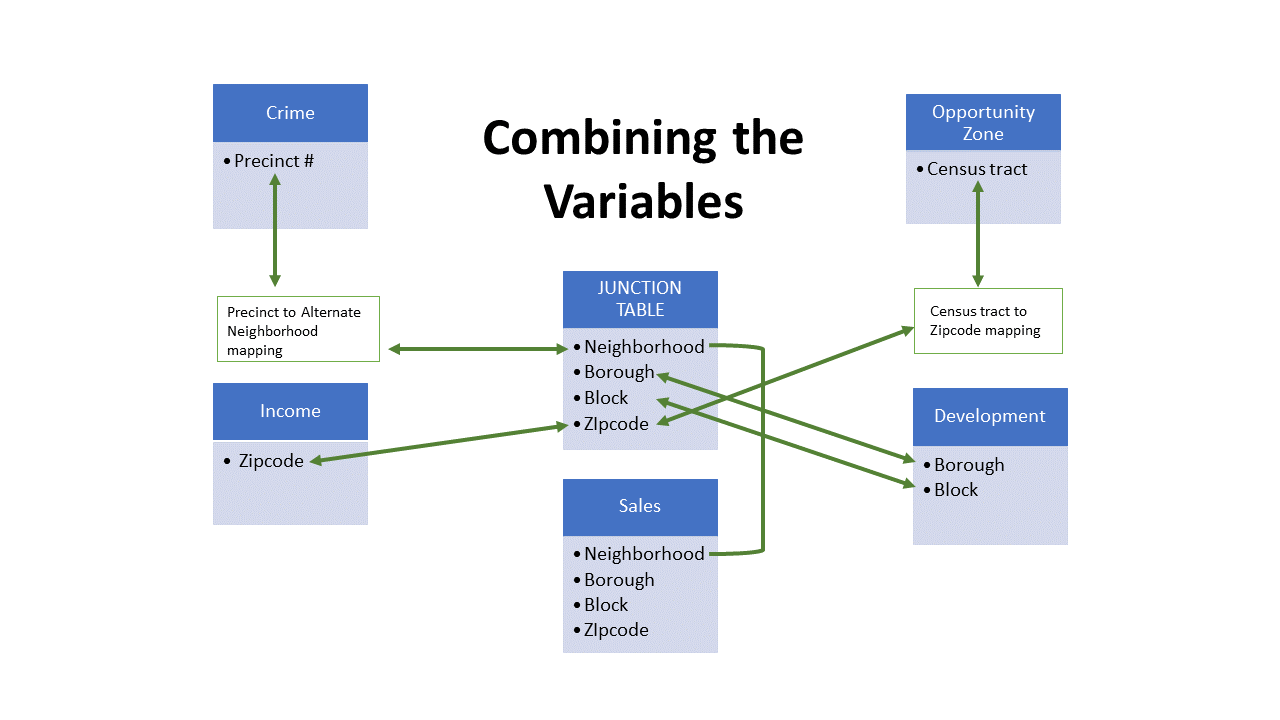 Combining the
Variables
Crime
• Precinct #
Precinct to Alternate
Neighborhood
mapping
Income
• Zipcode
JUNCTION
TABLE
• Neighborhood
• Borough
• Block
• ZIpcode
Sales
• Neighborhood
• Borough
• Block
• ZIpcode
Opportunity
Zone
• Census tract
Census tract to
Zipcode mapping
Development
• Borough
• Block